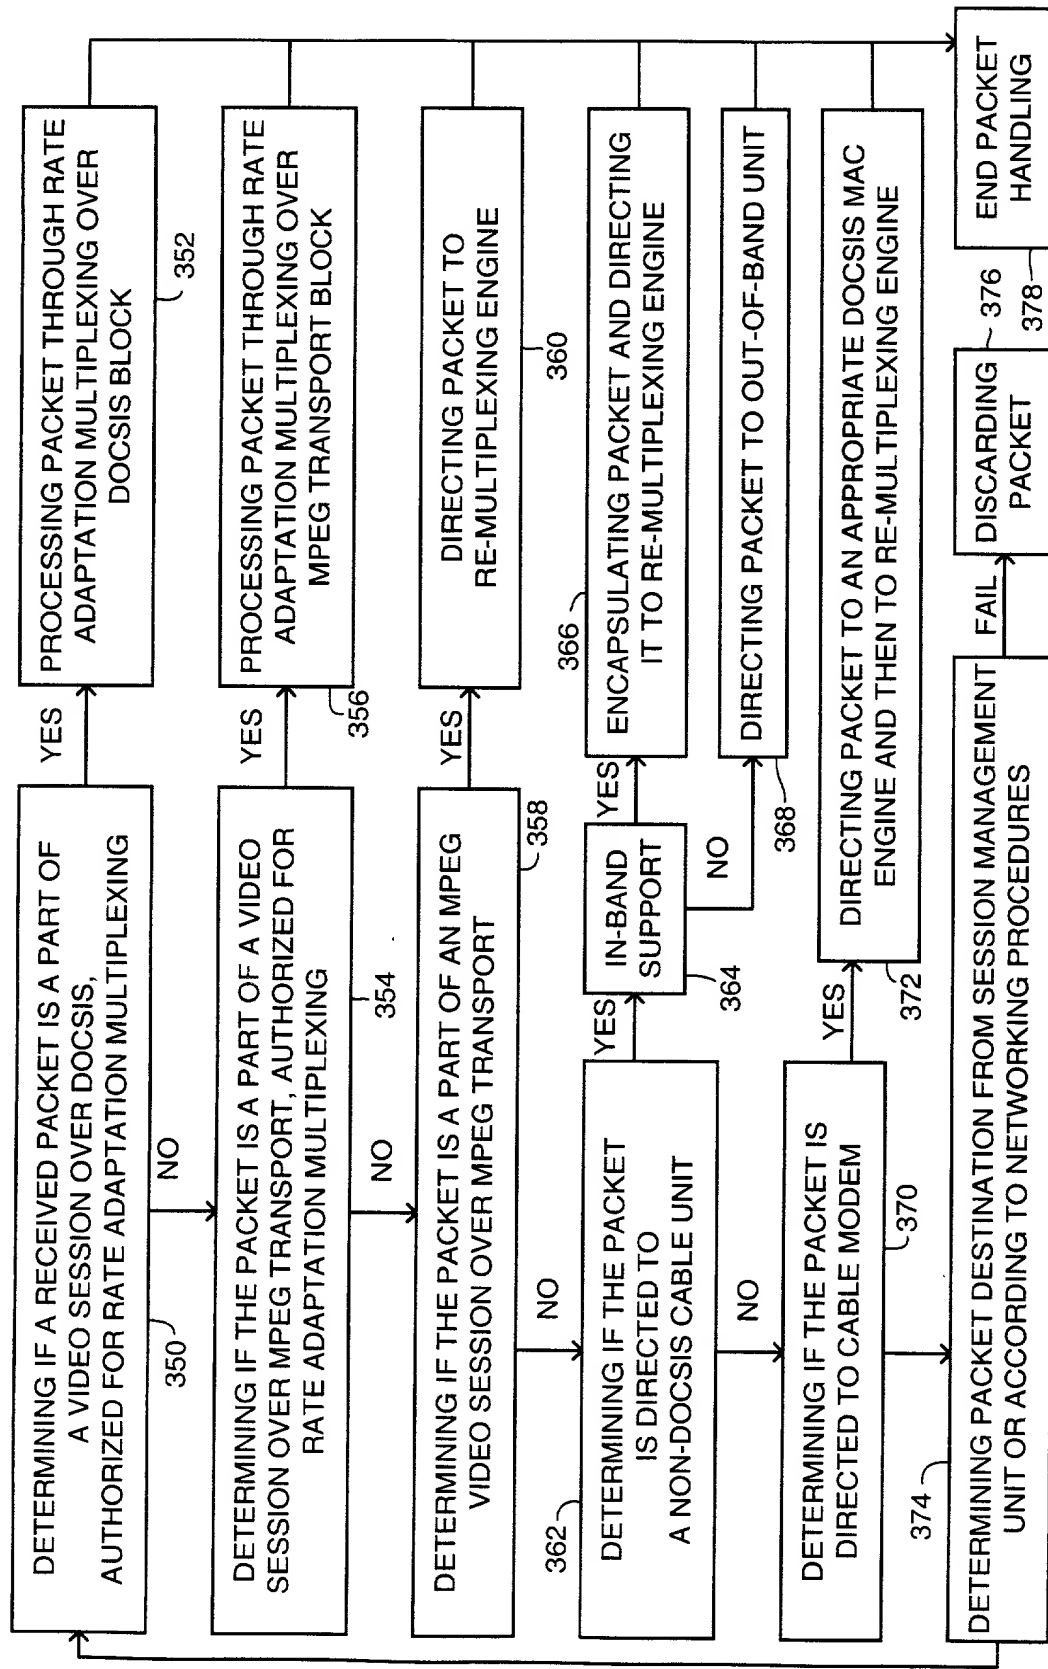 DETERMINING IF A RECEIVED PACKET IS A PART OF
A VIDEO SESSION OVER DOCSIS,
AUTHORIZED FOR RATE ADAPTATION MULTIPLEXING
350
YES
PROCESSING PACKET THROUGH RATE
ADAPTATION MULTIPLEXING OVER
DOCSIS BLOCK
352
NO
DETERMINING IF THE PACKET IS A PART OF A VIDEO
SESSION OVER MPEG TRANSPORT, AUTHORIZED FOR
RATE ADAPTATION MULTIPLEXING
354
YES
PROCESSING PACKET THROUGH RATE
ADAPTATION MULTIPLEXING OVER
MPEG TRANSPORT BLOCK
356
NO
DETERMINING IF THE PACKET IS A PART OF AN MPEG
VIDEO SESSION OVER MPEG TRANSPORT
358
YES
DIRECTING PACKET TO
RE-MULTIPLEXING ENGINE
360
NO
362
DETERMINING IF THE PACKET
IS DIRECTED TO
A NON-DOCSIS CABLE UNIT
YES
IN-BAND
SUPPORT
364
YES
366
ENCAPSULATING PACKET AND DIRECTING
IT TO RE-MULTIPLEXING ENGINE
NO
DIRECTING PACKET TO OUT-OF-BAND UNIT
368
NO
DETERMINING IF THE PACKET IS
DIRECTED TO CABLE MODEM
370
YES
DIRECTING PACKET TO AN APPROPRIATE DOCSIS MAC
ENGINE AND THEN TO RE-MULTIPLEXING ENGINE
372
374
DETERMINING PACKET DESTINATION FROM SESSION MANAGEMENT
UNIT OR ACCORDING TO NETWORKING PROCEDURES
FAIL
DISCARDING
PACKET
376
END PACKET
HANDLING
378